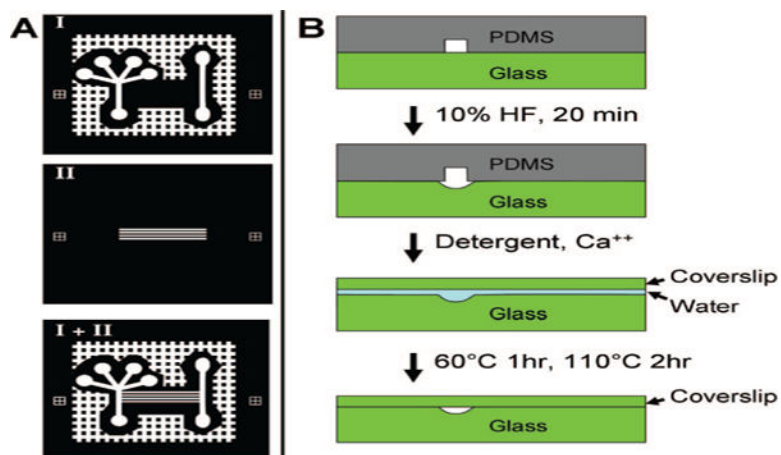 A
I
II
I + II
B
PDMS
Glass
10% HF, 20 min
PDMS
Glass
Detergent, Ca⁺⁺
Coverslip
Glass
Water
60°C 1hr, 110°C 2hr
Coverslip
Glass